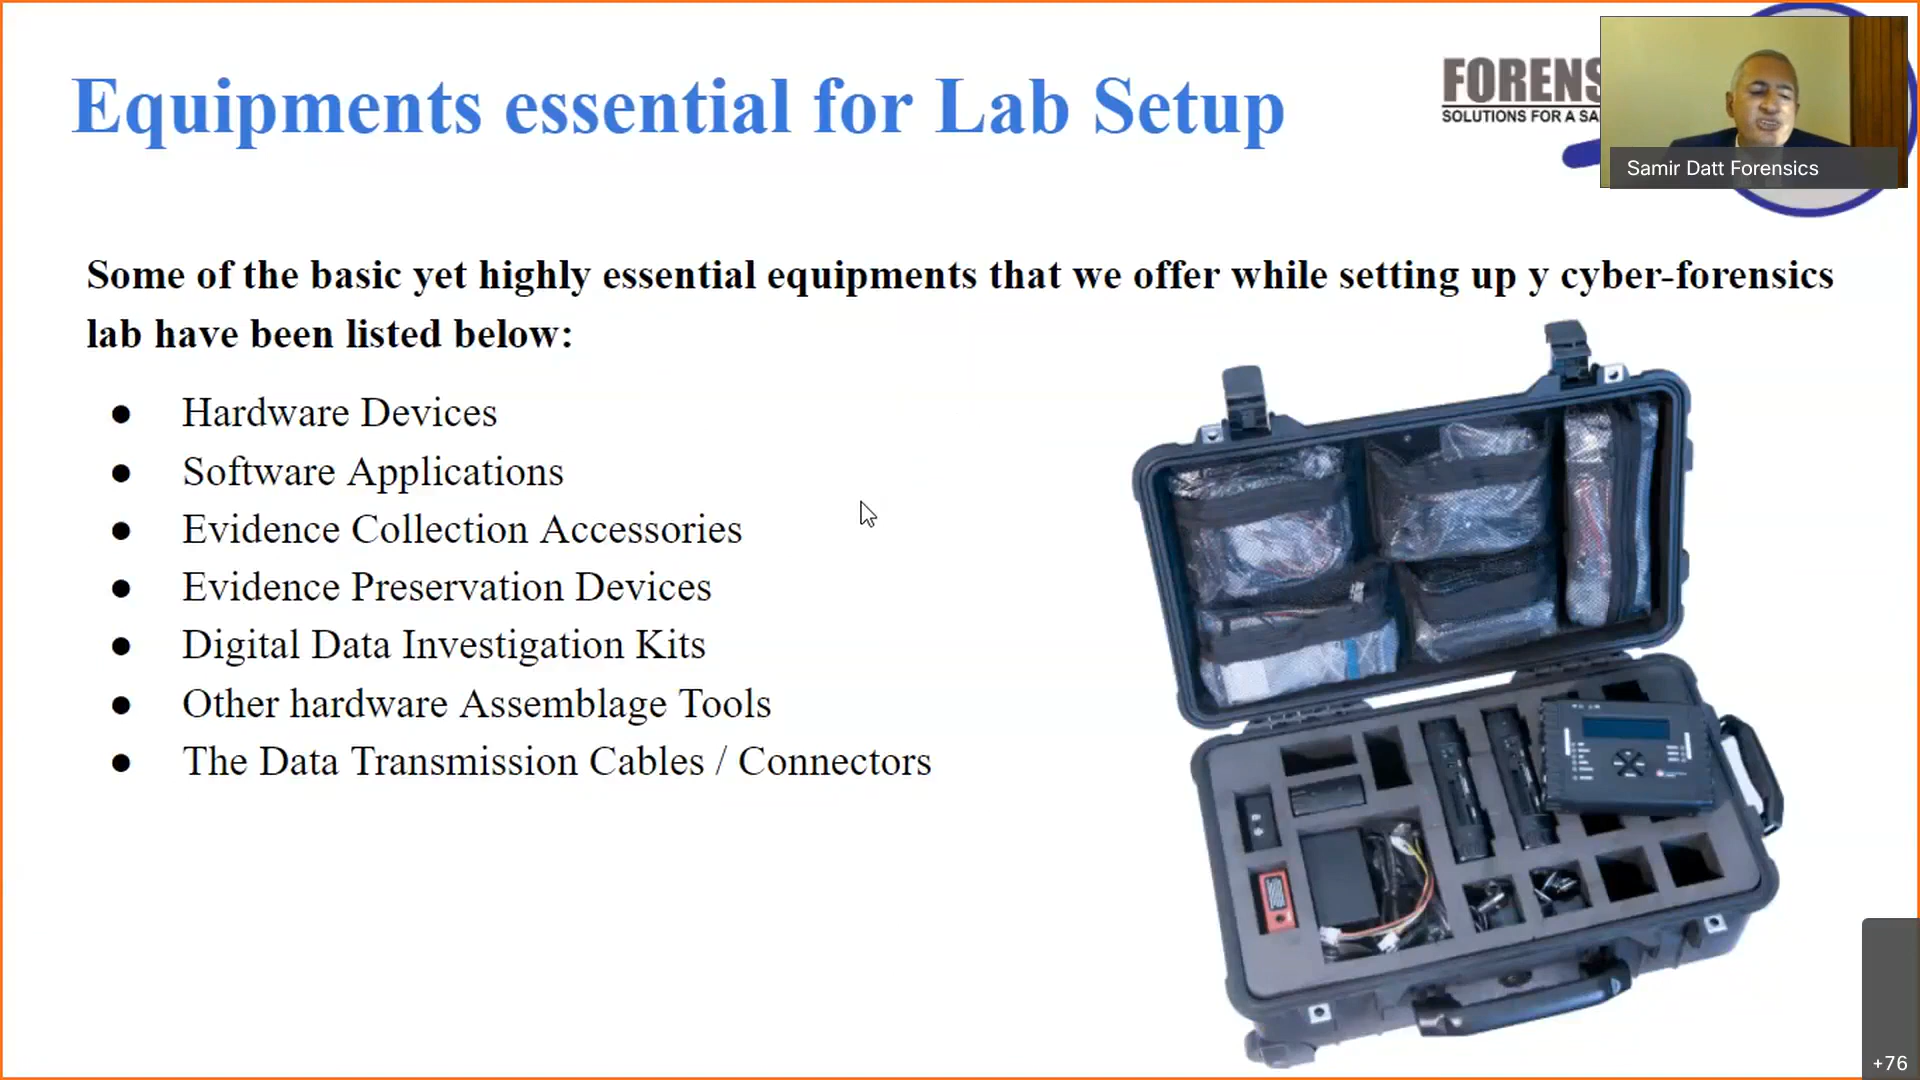 Equipments essential for Lab Setup
FORENS
SOLUTIONS FOR A SA
Samir Datt Forensics
Some of the basic yet highly essential equipments that we offer while setting up y cyber-forensics
lab have been listed below:
● Hardware Devices
● Software Applications
● Evidence Collection Accessories
● Evidence Preservation Devices
● Digital Data Investigation Kits
● Other hardware Assemblage Tools
● The Data Transmission Cables / Connectors
+76